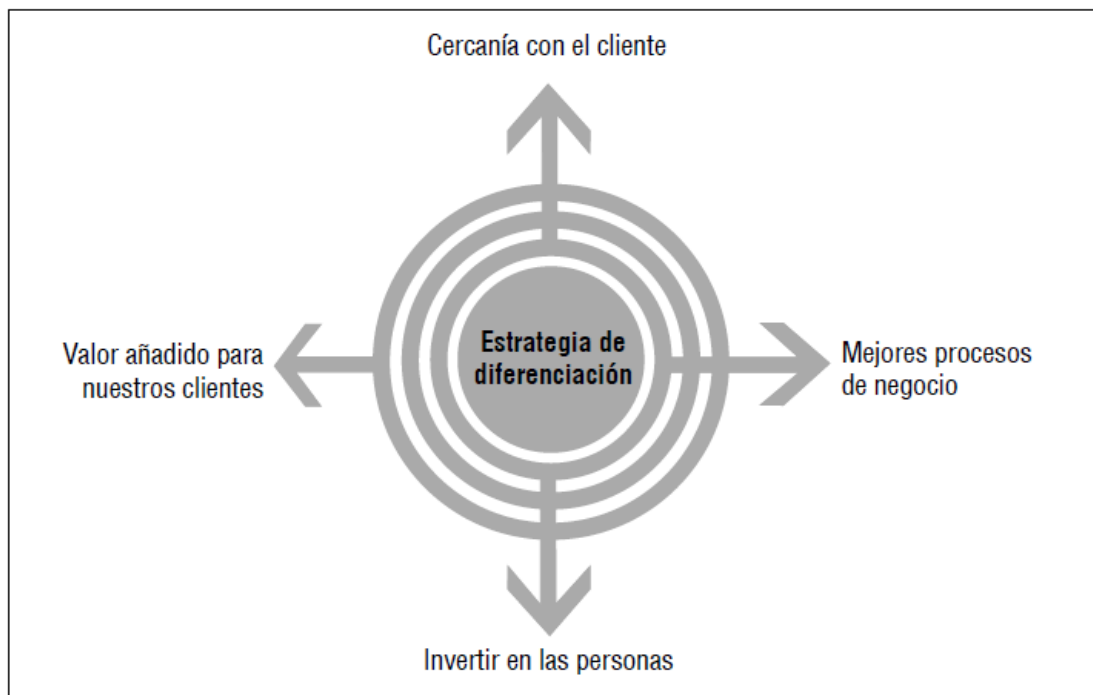 Cercanía con el cliente
Valor añadido para
nuestros clientes
Estrategia de
diferenciación
Mejores procesos
de negocio
Invertir en las personas